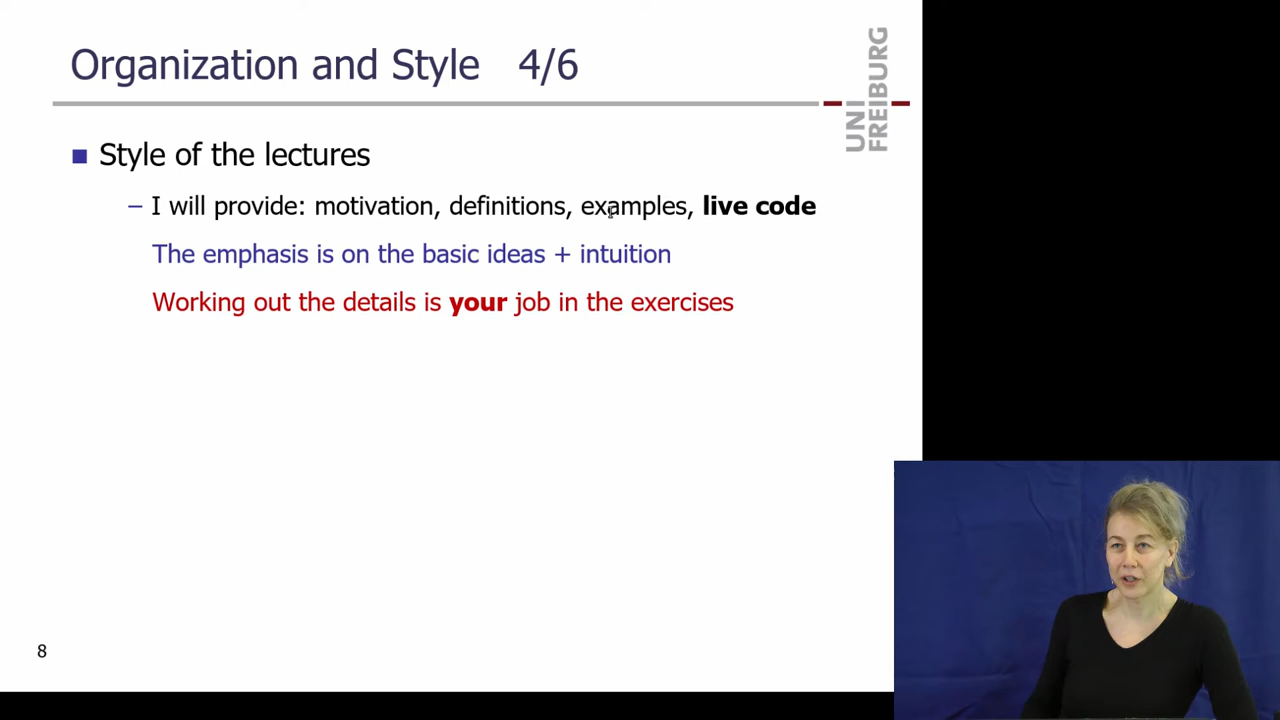 Organization and Style 4/6
UNI
FREIBURG
■ Style of the lectures
– I will provide: motivation, definitions, examples, live code
The emphasis is on the basic ideas + intuition
Working out the details is your job in the exercises
8